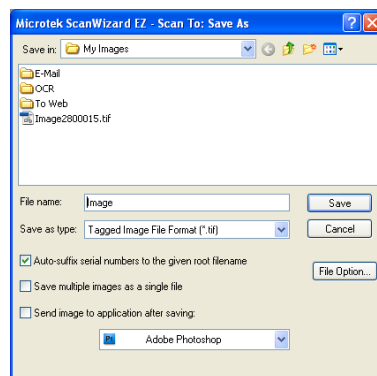 Microtek ScanWizard EZ - Scan To: Save As
Save in: My Images
E-Mail
OCR
To Web
Image2800015.tif
File name: Image Save
Save as type: Tagged Image File Format (*.tif) Cancel
Auto-suffix serial numbers to the given root filename
File Option...
Save multiple images as a single file
Send image to application after saving:
Ps Adobe Photoshop